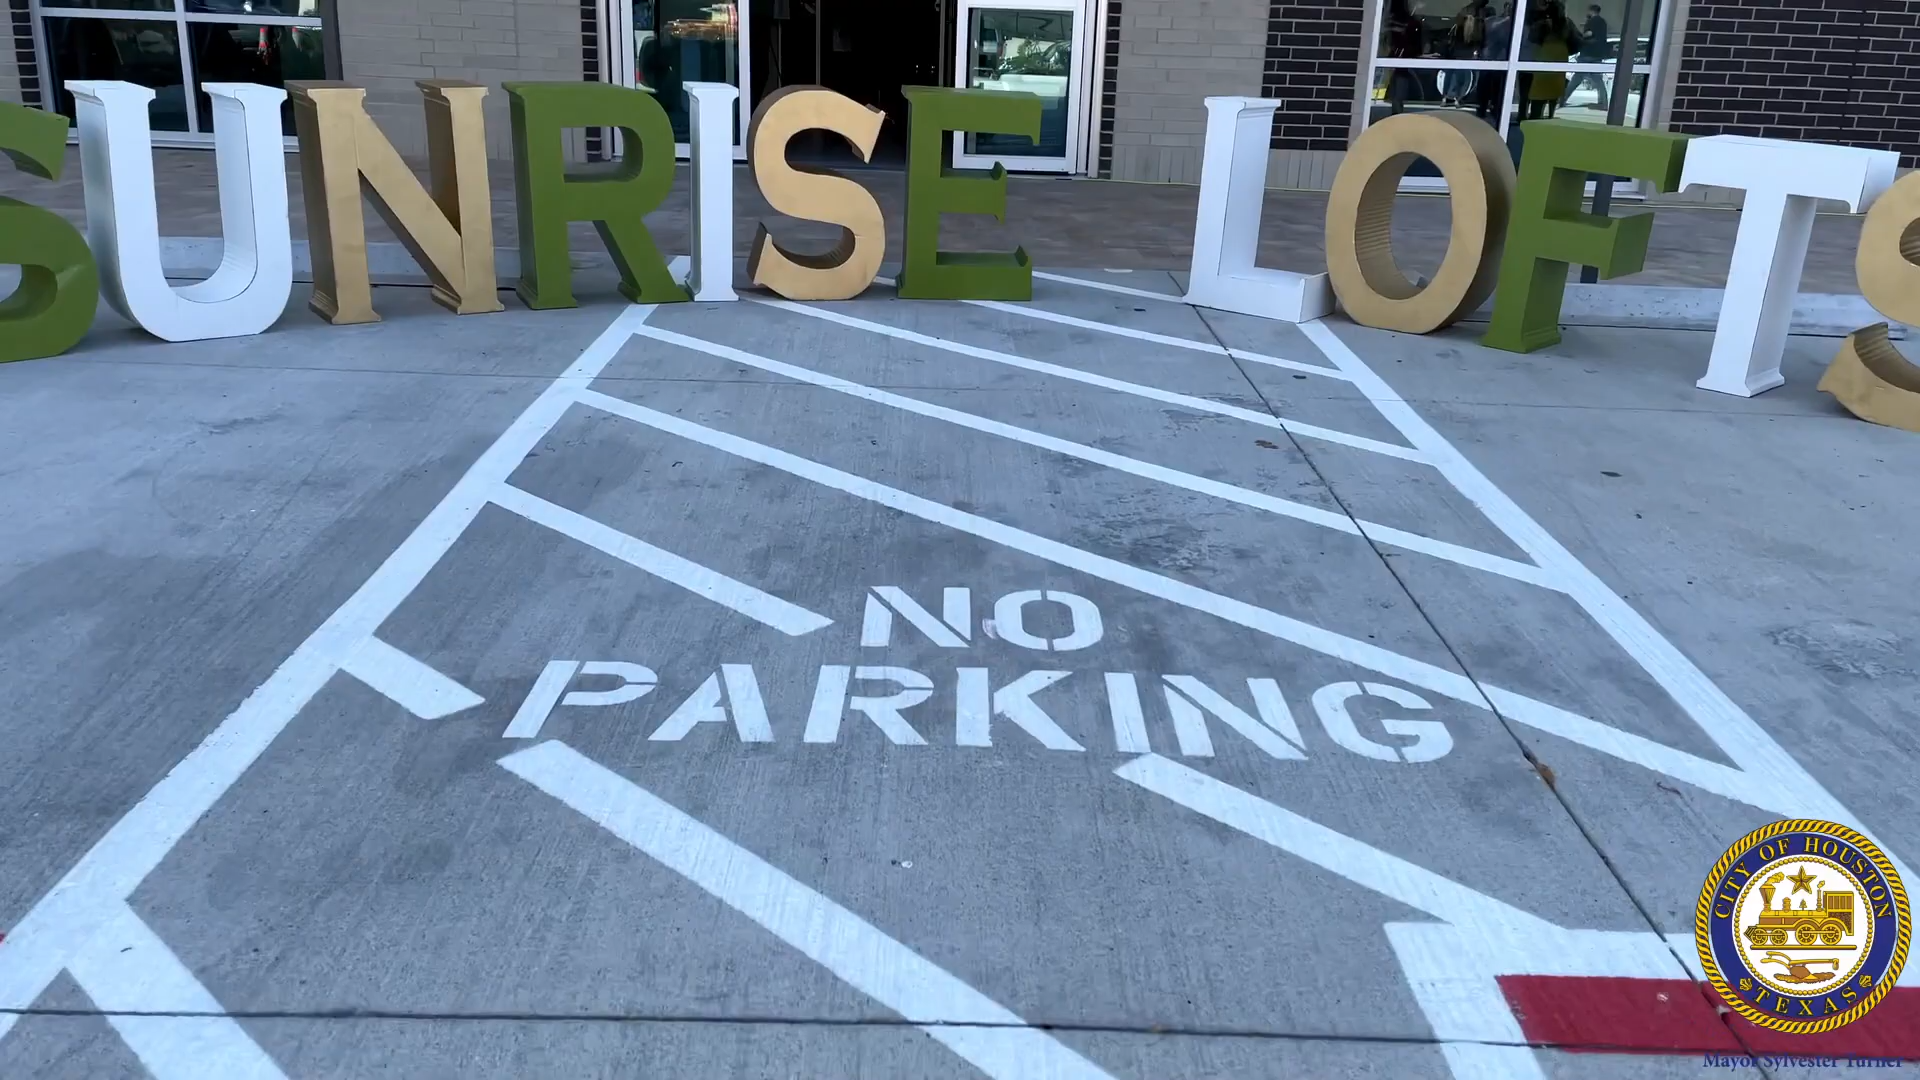 SUNRISE LOFTS
NO
PARKING
CITY OF HOUSTON
TEXAS
Mayor Sylvester Turner